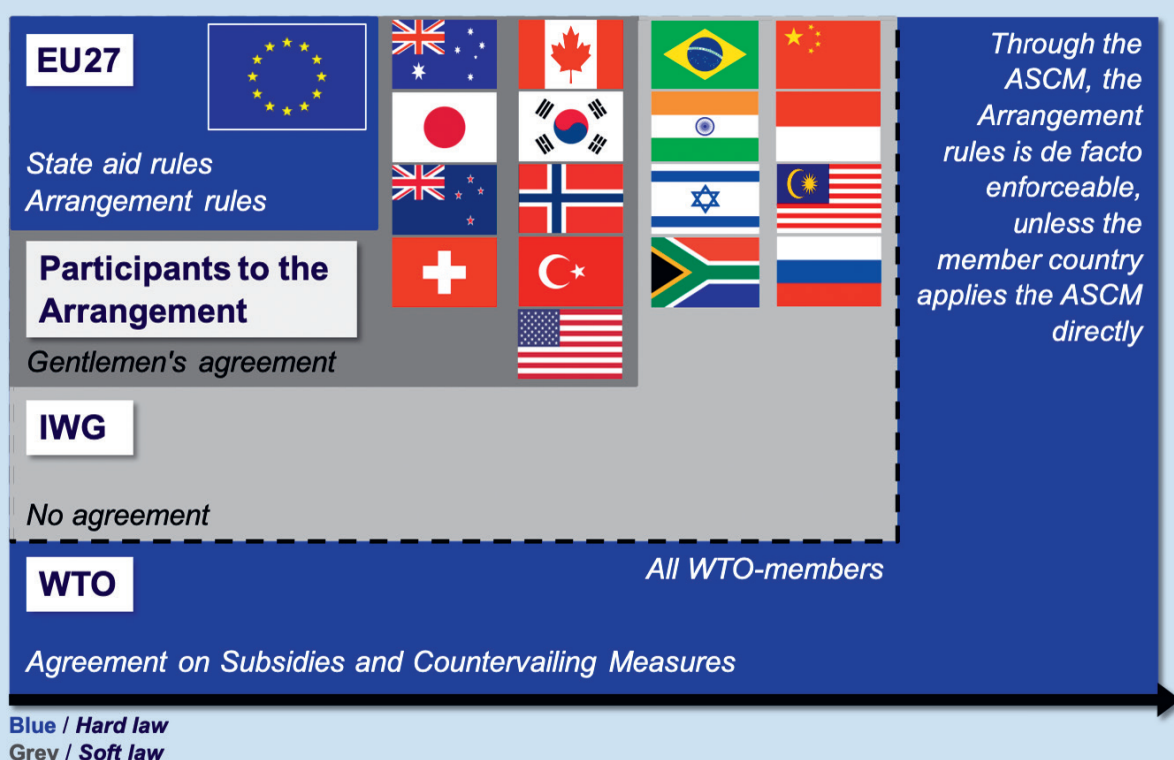 EU27
State aid rules
Arrangement rules
Participants to the
Arrangement
Gentlemen's agreement
IWG
No agreement
WTO
All WTO-members
Agreement on Subsidies and Countervailing Measures
Through the
ASCM, the
Arrangement
rules is de facto
enforceable,
unless the
member country
applies the ASCM
directly
Blue / Hard law
Grey / Soft law